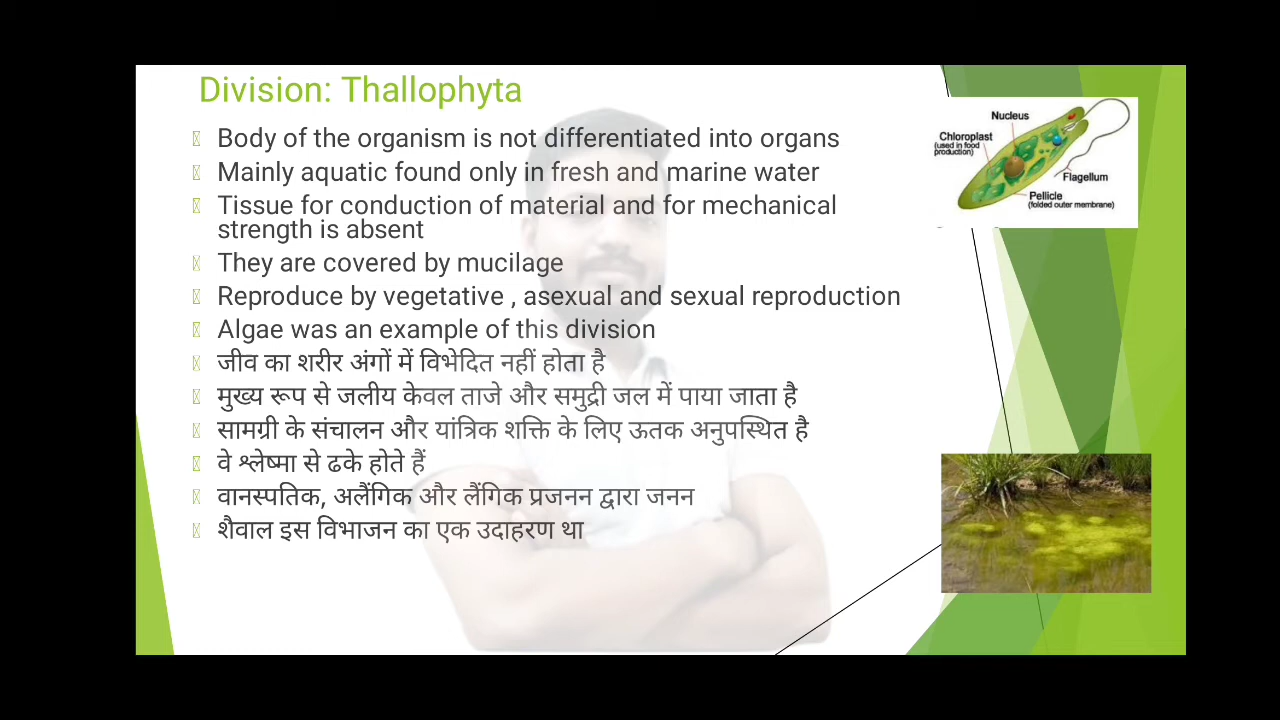 Division: Thallophyta
Body of the organism is not differentiated into organs
Mainly aquatic found only in fresh and marine water
Tissue for conduction of material and for mechanical
strength is absent
They are covered by mucilage
Reproduce by vegetative , asexual and sexual reproduction
Algae was an example of this division
जीव का शरीर अंगों में विभेदित नहीं होता है
मुख्य रूप से जलीय केवल ताजे और समुद्री जल में पाया जाता है
सामग्री के संचालन और यांत्रिक शक्ति के लिए ऊतक अनुपस्थित है
वे श्लेष्मा से ढके होते हैं
वानस्पतिक, अलैंगिक और लैंगिक प्रजनन द्वारा जनन
शैवाल इस विभाजन का एक उदाहरण था
Nucleus
Chloroplast
(used in food
production)
Flagellum
Pellicle
(folded outer membrane)